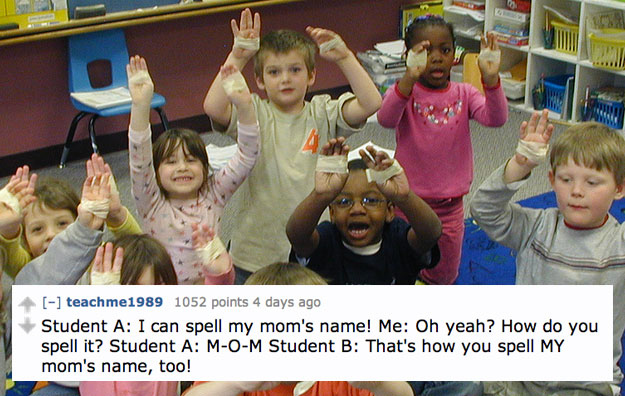 [-] teachme1989 1052 points 4 days ago
Student A: I can spell my mom's name! Me: Oh yeah? How do you
spell it? Student A: M-O-M Student B: That's how you spell MY
mom's name, too!